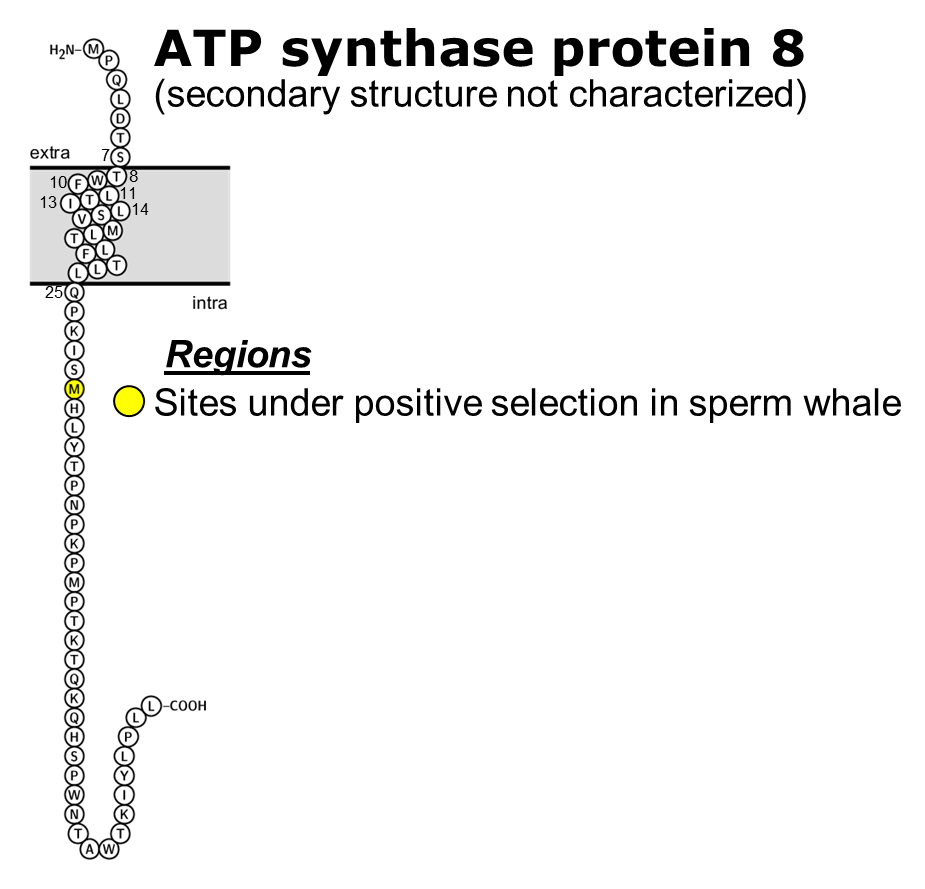 ATP synthase protein 8
(secondary structure not characterized)
H₂N–M
P
Q
L
D
T
7 S
extra
10 F W T 8
13 I T L 11
V S L 14
T L M
F L
L L T
25 Q
intra
P
K
I
S
M
H
L
Y
T
P
N
P
K
P
M
P
T
K
T
Q
K
Q
H
S
P
W
N
T
A W
T
K
I
Y
L
P
L
L–COOH
Regions
Sites under positive selection in sperm whale